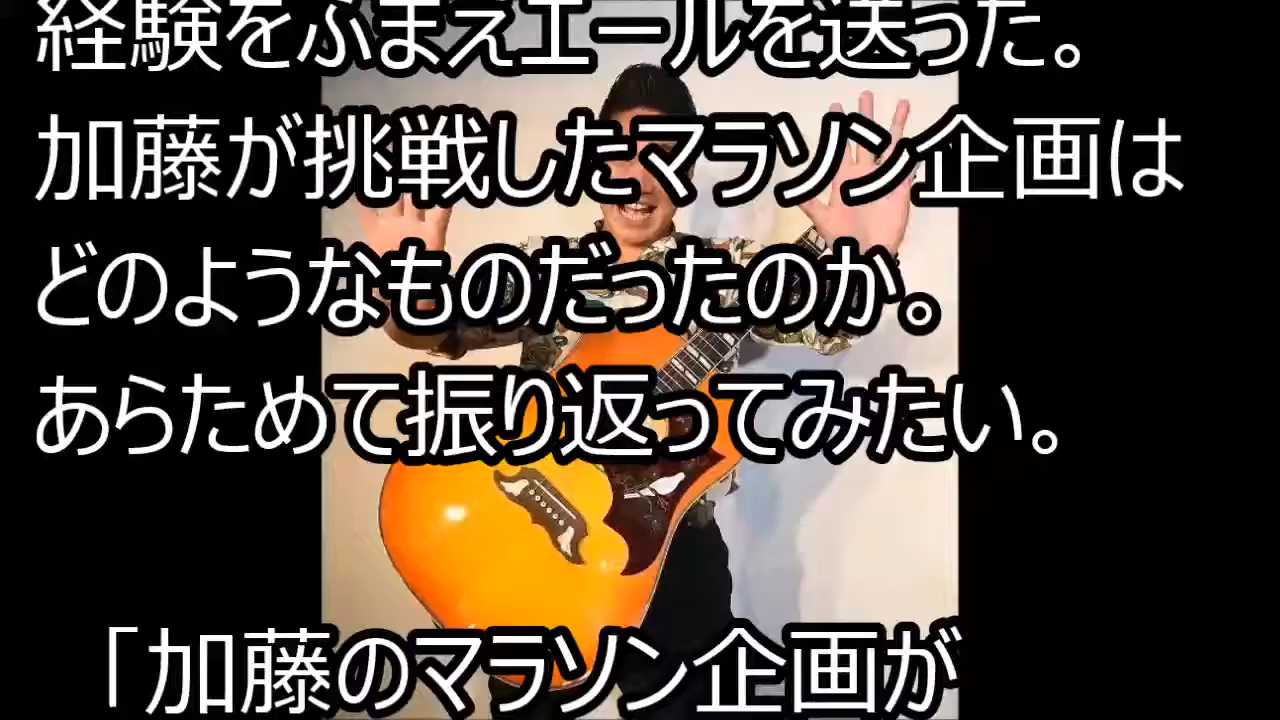 経験をふまえエールを送った。
加藤が挑戦したマラソン企画は
どのようなものだったのか。
あらためて振り返ってみたい。
「加藤のマラソン企画が